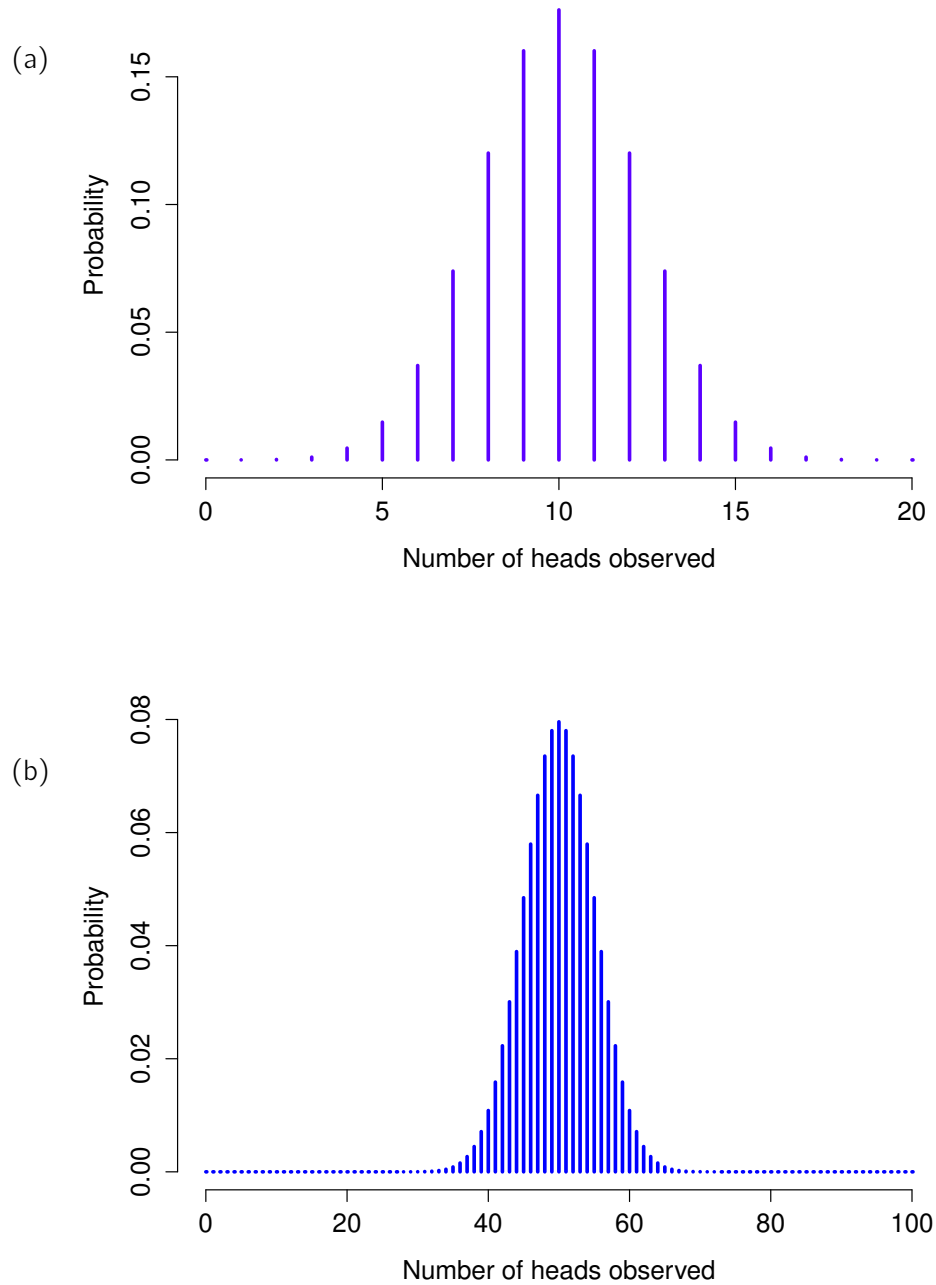 (a)
Probability
0.15
0.10
0.05
0.00
0 5 10 15 20
Number of heads observed
(b)
Probability
0.08
0.06
0.04
0.02
0.00
0 20 40 60 80 100
Number of heads observed